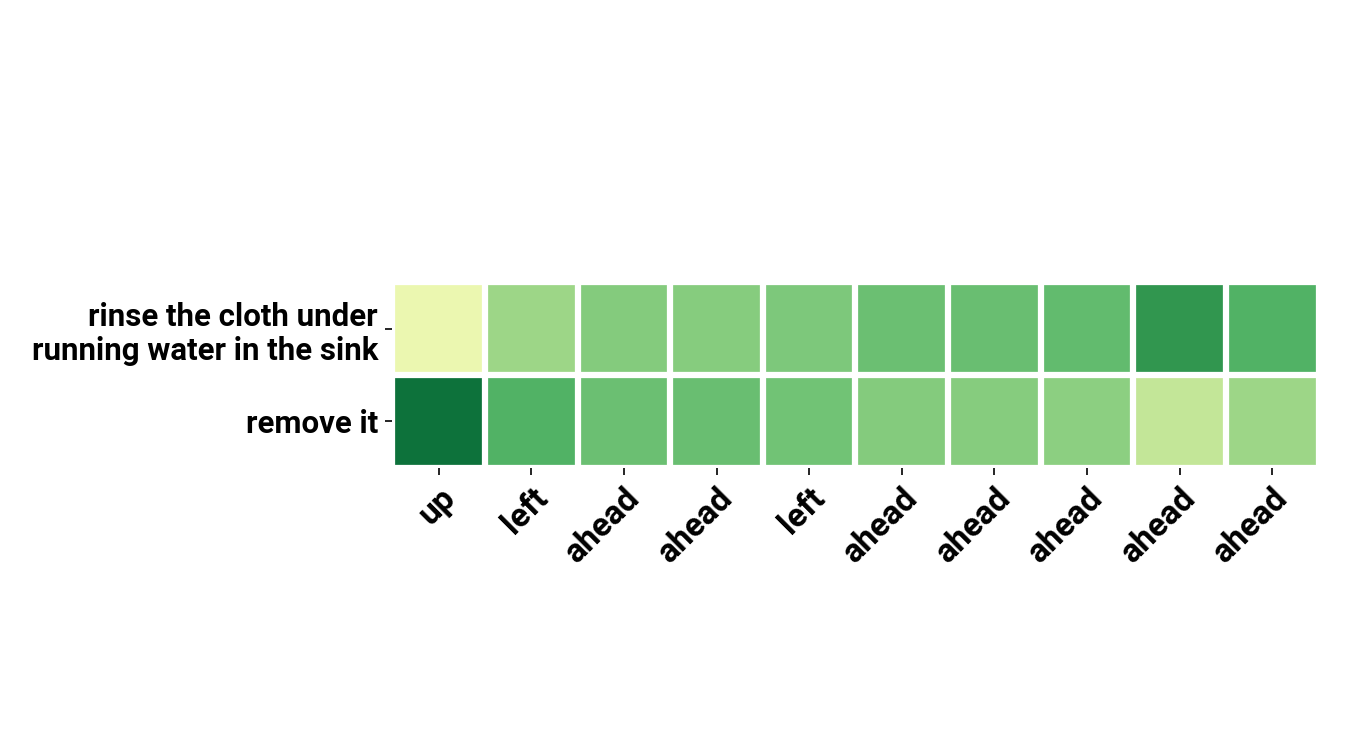 rinse the cloth under
running water in the sink
remove it
up
left
ahead
ahead
left
ahead
ahead
ahead
ahead
ahead